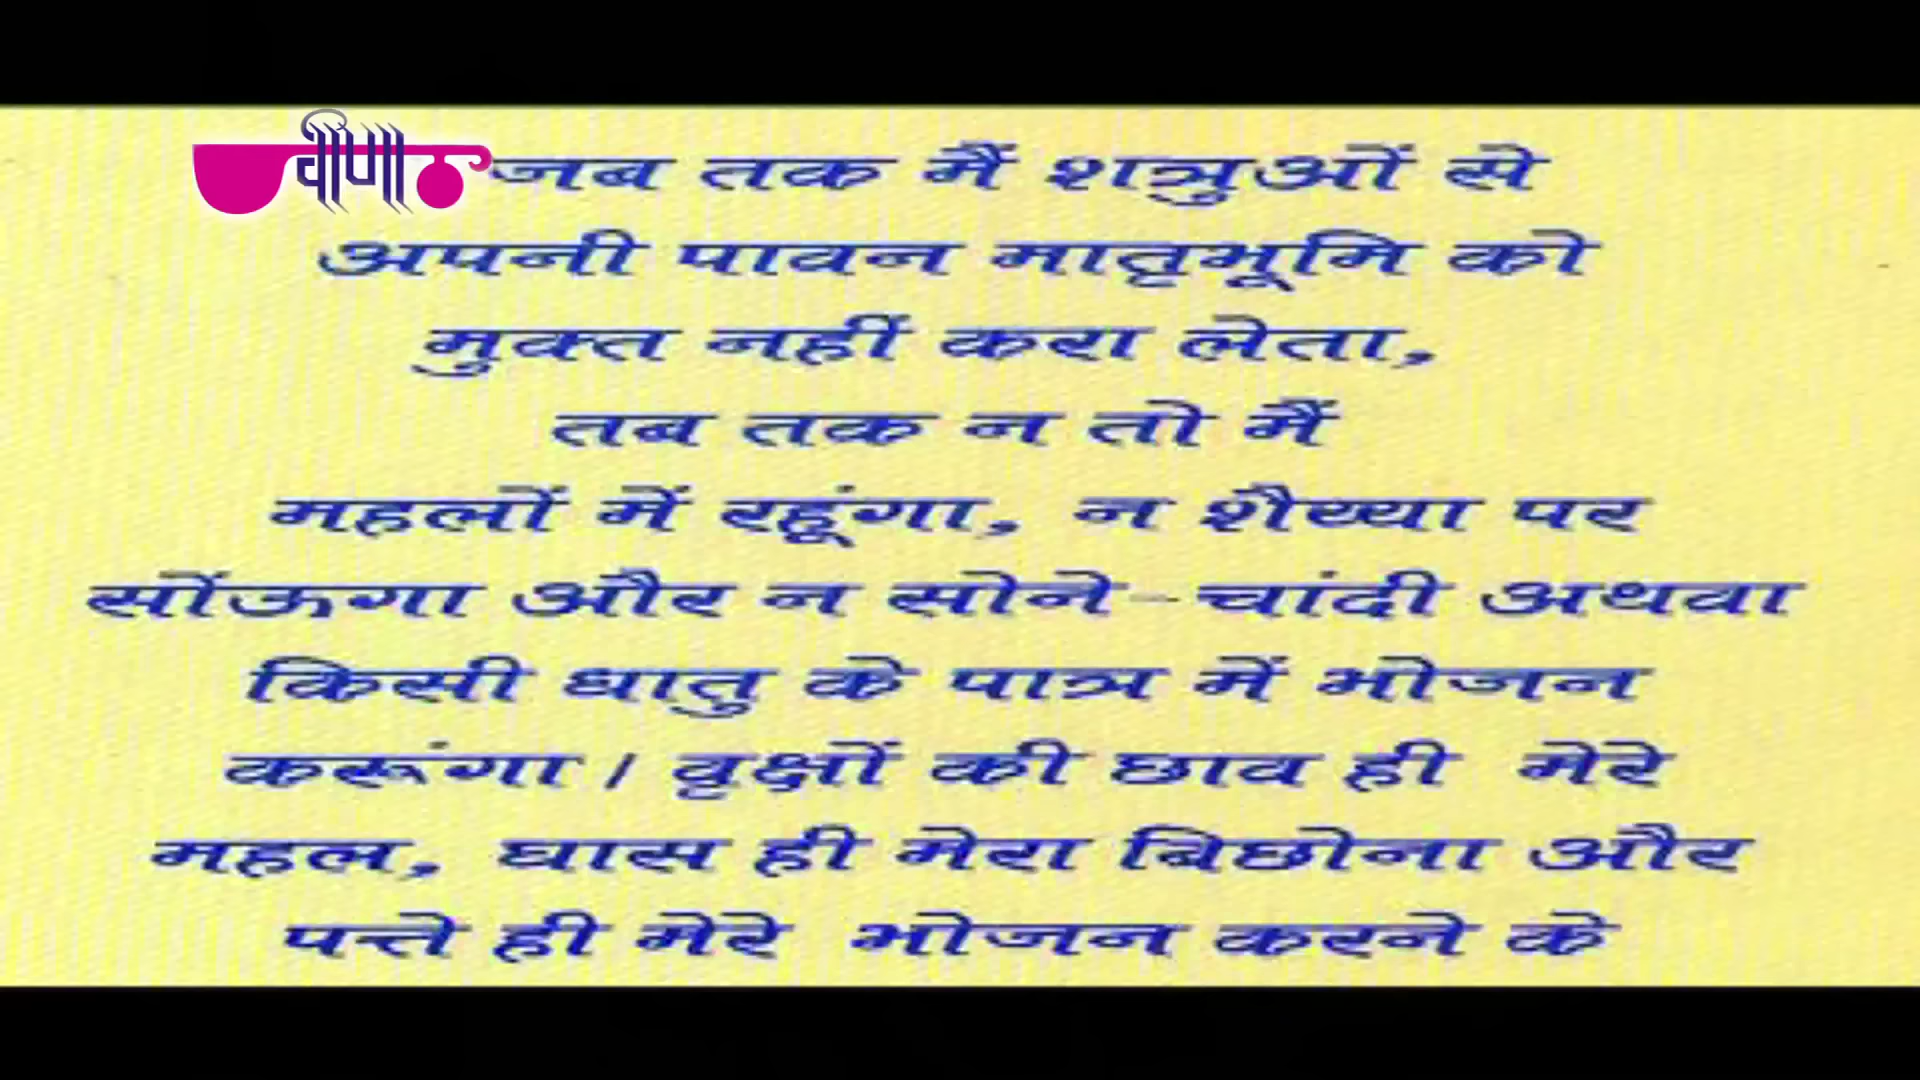 वीणा
जब तक मैं शत्रुओं से
अपनी पावन मातृभूमि को
मुक्त नहीं करा लेता,
तब तक न तो मैं
महलों में रहूंगा, न शैय्या पर
सोंऊगा और न सोने-चांदी अथवा
किसी धातु के पात्र में भोजन
करूंगा। वृक्षों की छाव ही मेरे
महल, घास ही मेरा बिछोना और
पत्ते ही मेरे भोजन करने के